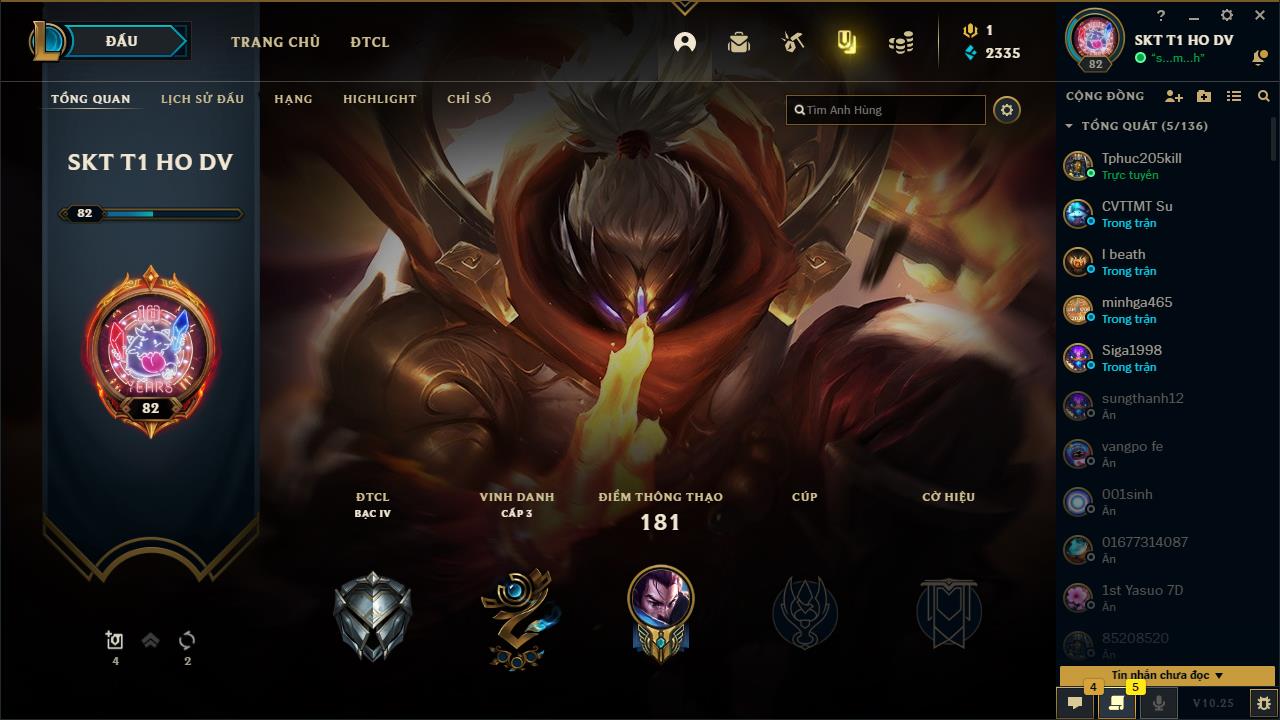 ĐẤU
TRANG CHỦ
ĐTCL
1
2335
?
SKT T1 HO DV
"s...m...h"
82
TỔNG QUAN
LỊCH SỬ ĐẤU
HẠNG
HIGHLIGHT
CHỈ SỐ
Tìm Anh Hùng
SKT T1 HO DV
82
10
YEARS
82
ĐTCL
BẠC IV
VINH DANH
CẤP 3
ĐIỂM THÔNG THẠO
181
CÚP
CỜ HIỆU
4
2
CỘNG ĐỒNG
TỔNG QUÁT (5/136)
Tphuc205kill
Trực tuyến
CVTTMT Su
Trong trận
I beath
Trong trận
minhga465
Trong trận
Siga1998
Trong trận
sungthanh12
Ẩn
vangpo fe
Ẩn
001sinh
Ẩn
01677314087
Ẩn
1st Yasuo 7D
Ẩn
85208520
Ẩn
Tin nhắn chưa đọc
4
5
V10.25